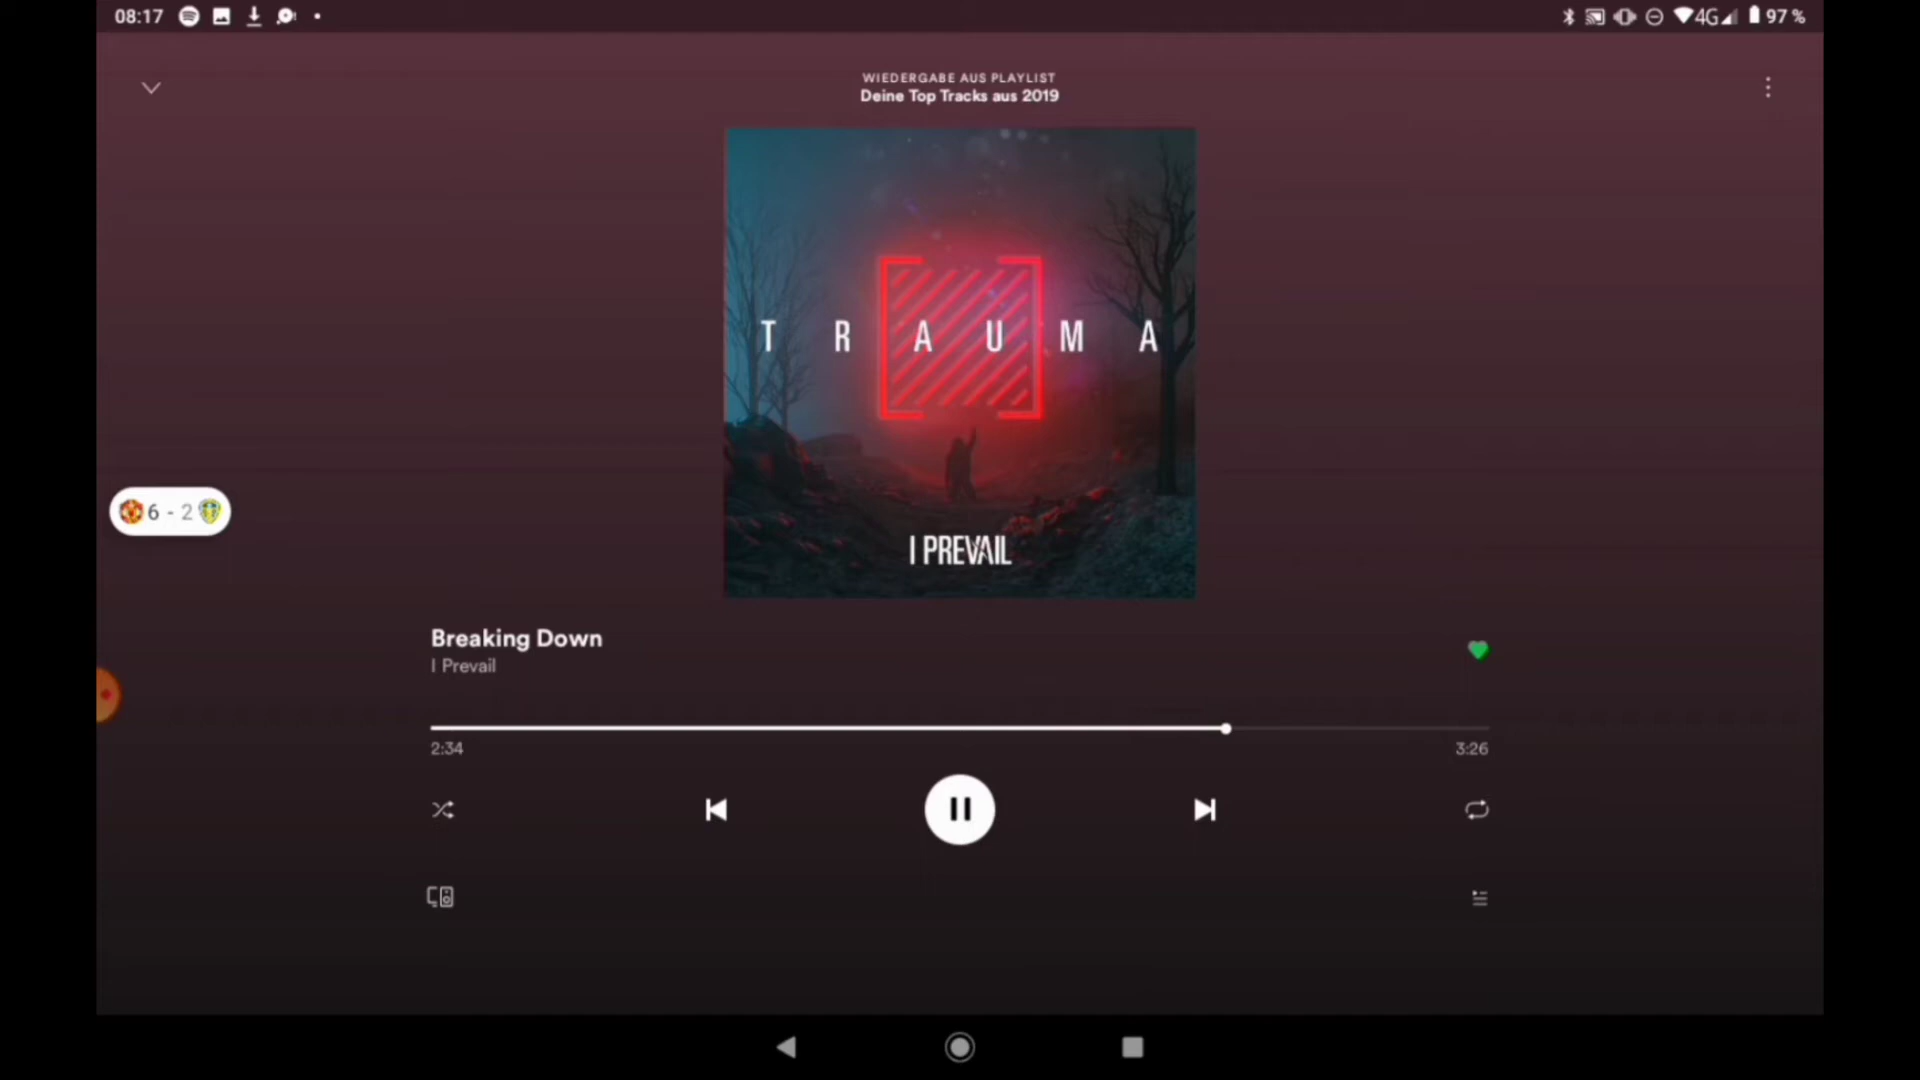 08:17
4G 97 %
WIEDERGABE AUS PLAYLIST
Deine Top Tracks aus 2019
T R A U M A
I PREVAIL
6 - 2
Breaking Down
I Prevail
2:34 3:26